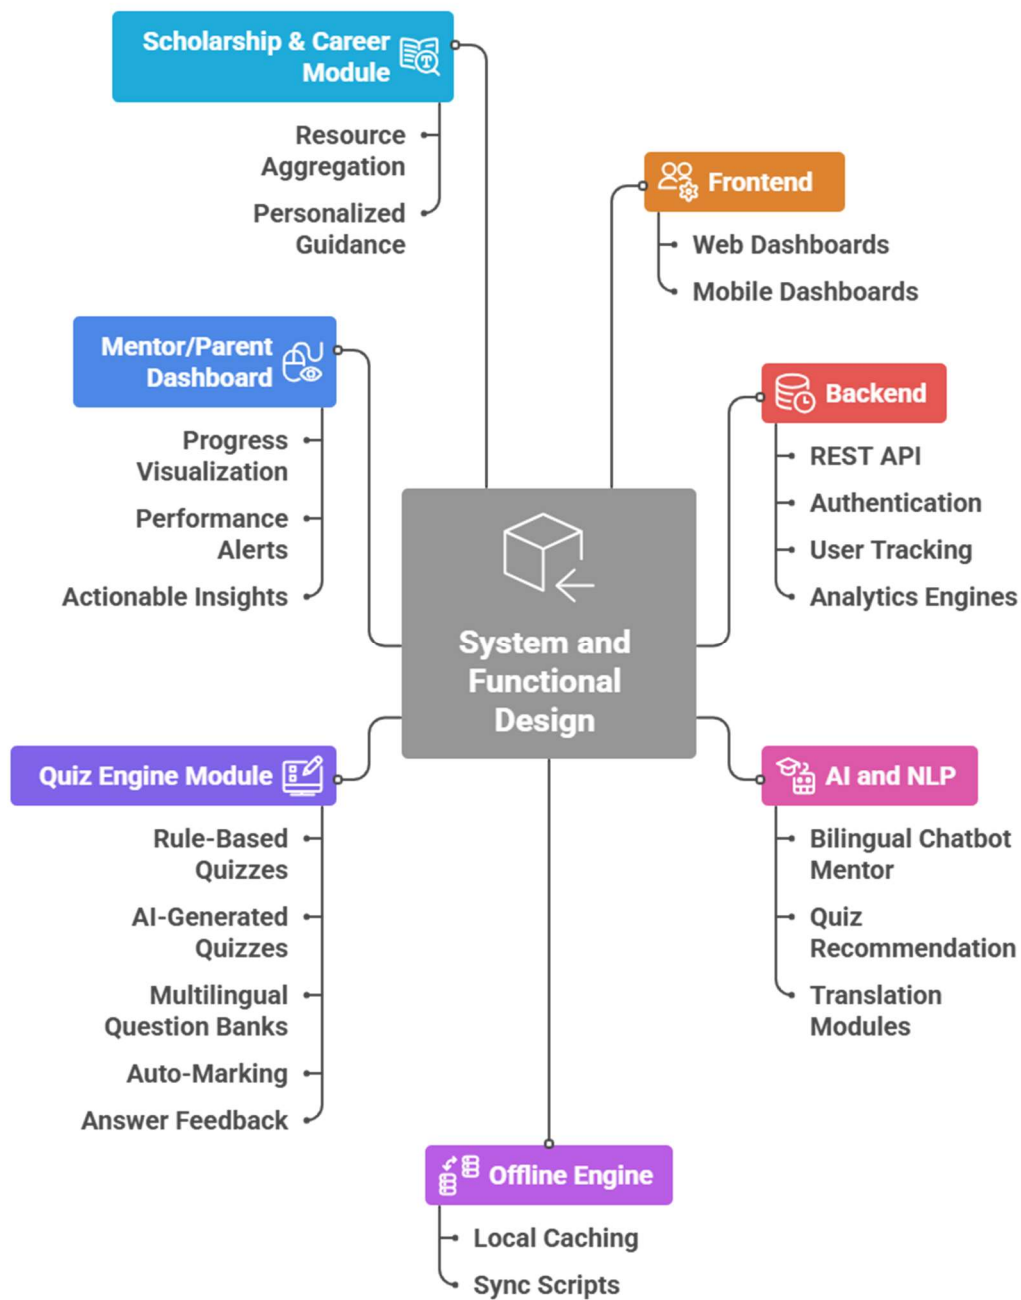 Scholarship & Career
Module
Resource
Aggregation
Personalized
Guidance
Frontend
Web Dashboards
Mobile Dashboards
Mentor/Parent
Dashboard
Progress
Visualization
Performance
Alerts
Actionable Insights
Backend
REST API
Authentication
User Tracking
Analytics Engines
System and
Functional
Design
Quiz Engine Module
Rule-Based
Quizzes
AI-Generated
Quizzes
Multilingual
Question Banks
Auto-Marking
Answer Feedback
AI and NLP
Bilingual Chatbot
Mentor
Quiz
Recommendation
Translation
Modules
Offline Engine
Local Caching
Sync Scripts